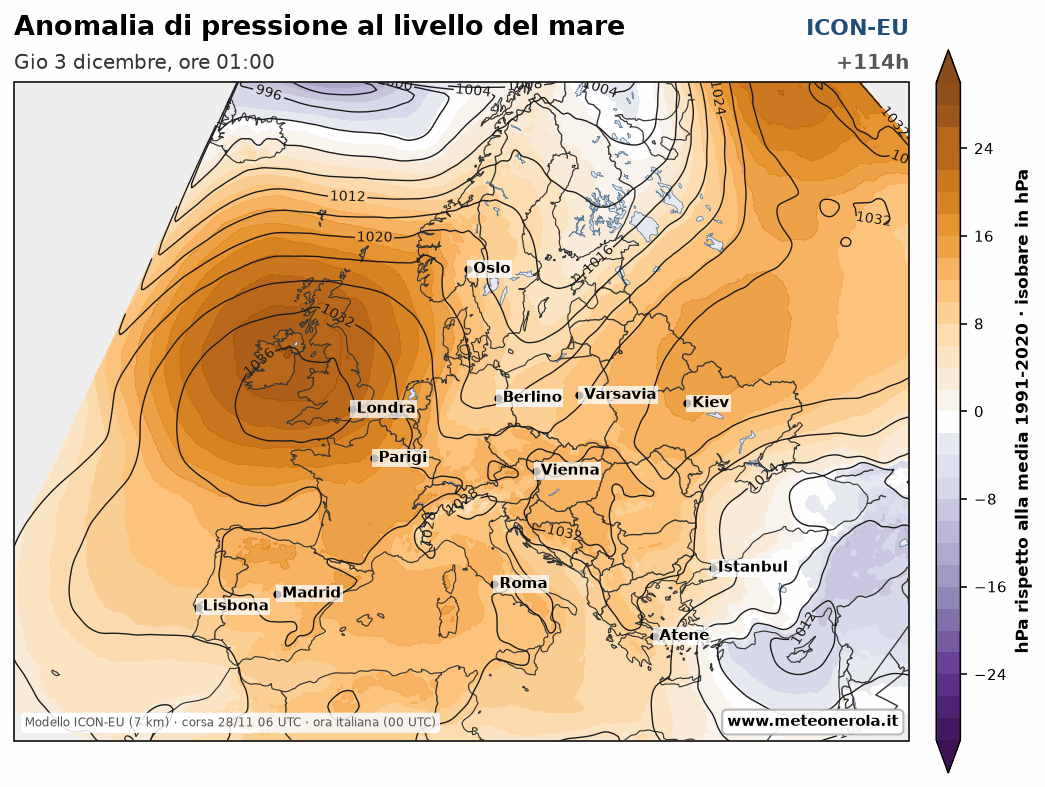 Anomalia di pressione al livello del mare
ICON-EU
Gio 3 dicembre, ore 01:00
+114h
996
1004
1004
1024
1032
1012
1032
1020
1016
Oslo
1032
1036
Berlino
Varsavia
Kiev
Londra
Parigi
Vienna
1024
1028
1028
1032
Istanbul
Roma
Madrid
Lisbona
Atene
1012
24
16
8
0
−8
−16
−24
hPa rispetto alla media 1991-2020 · isobare in hPa
Modello ICON-EU (7 km) · corsa 28/11 06 UTC · ora italiana (00 UTC)
www.meteonerola.it